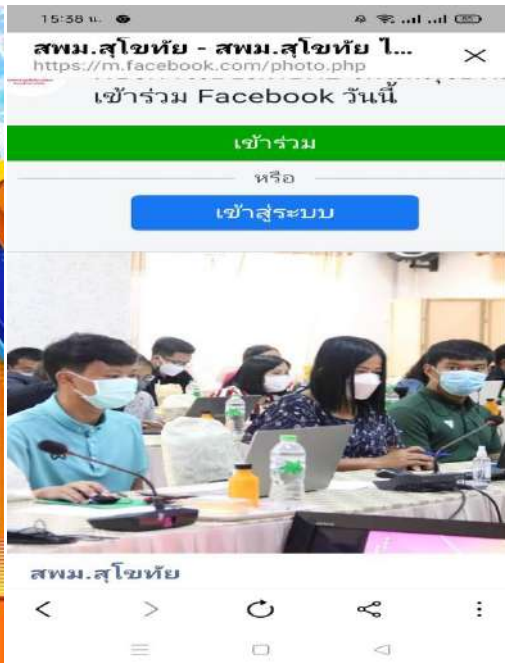 15:38 น.
สพม.สุโขทัย - สพม.สุโขทัย ไ...
https://m.facebook.com/photo.php
เข้าร่วม Facebook วันนี้
เข้าร่วม
หรือ
เข้าสู่ระบบ
สพม.สุโขทัย